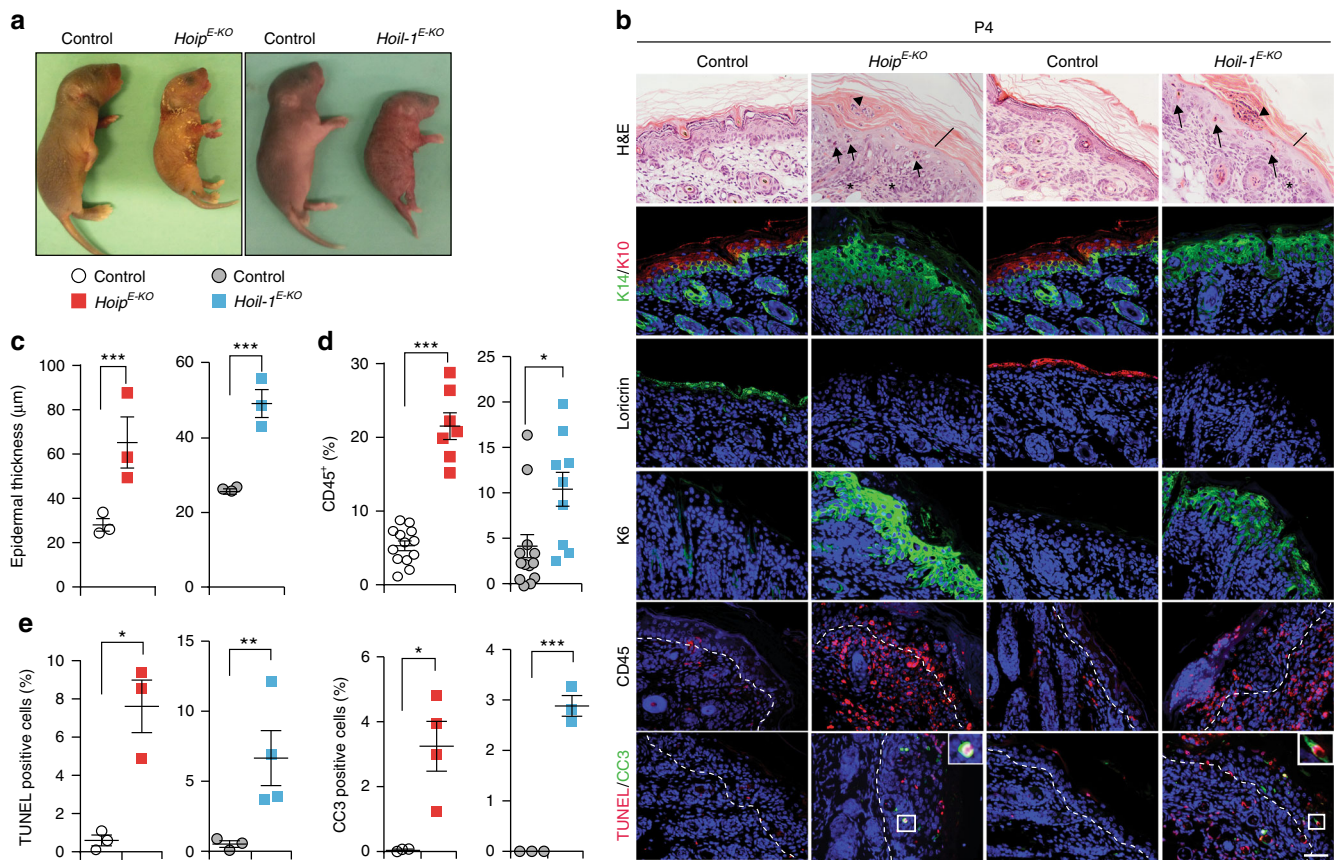 a
Control Hoip^E-KO Control Hoil-1^E-KO
Control Control
Hoip^E-KO Hoil-1^E-KO
b
P4
Control Hoip^E-KO Control Hoil-1^E-KO
H&E
K14/K10
Loricrin
K6
CD45
TUNEL/CC3
c
Epidermal thickness (μm)
100
80
60
40
20
0
***
60
40
20
0
***
d
CD45⁺ (%)
30
20
10
0
***
25
20
15
10
5
0
*
e
TUNEL positive cells (%)
10
8
6
4
2
0
*
15
10
5
0
**
CC3 positive cells (%)
6
4
2
0
*
4
3
2
1
0
***